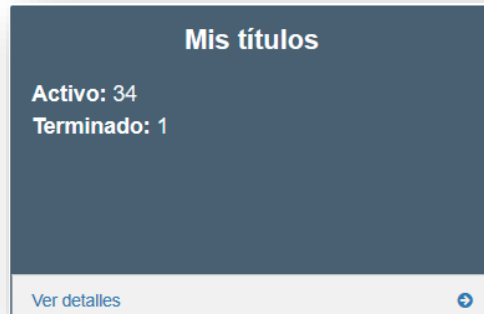 Mis títulos
Activo: 34
Terminado: 1
Ver detalles